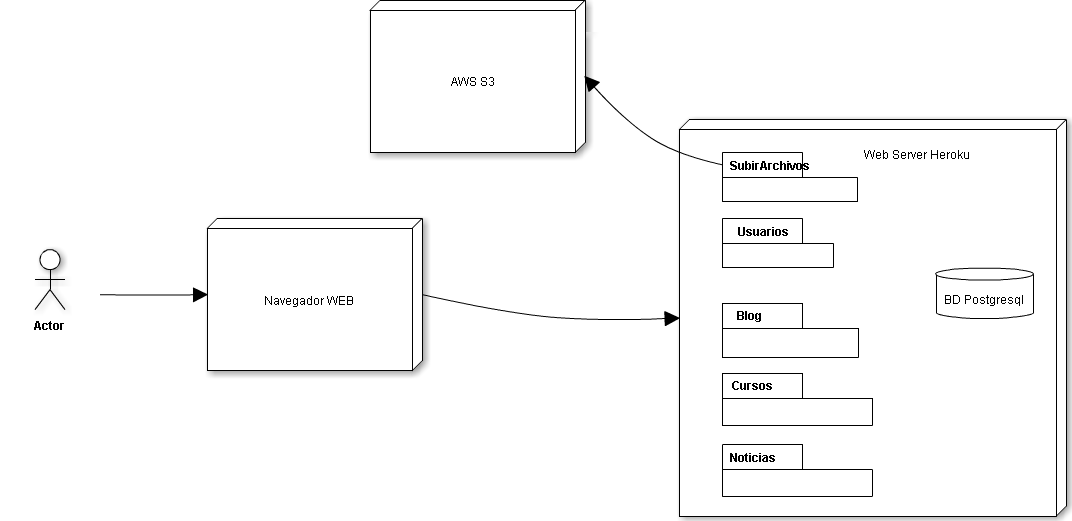 AWS S3
Web Server Heroku
SubirArchivos
Usuarios
Navegador WEB
BD Postgresql
Actor
Blog
Cursos
Noticias